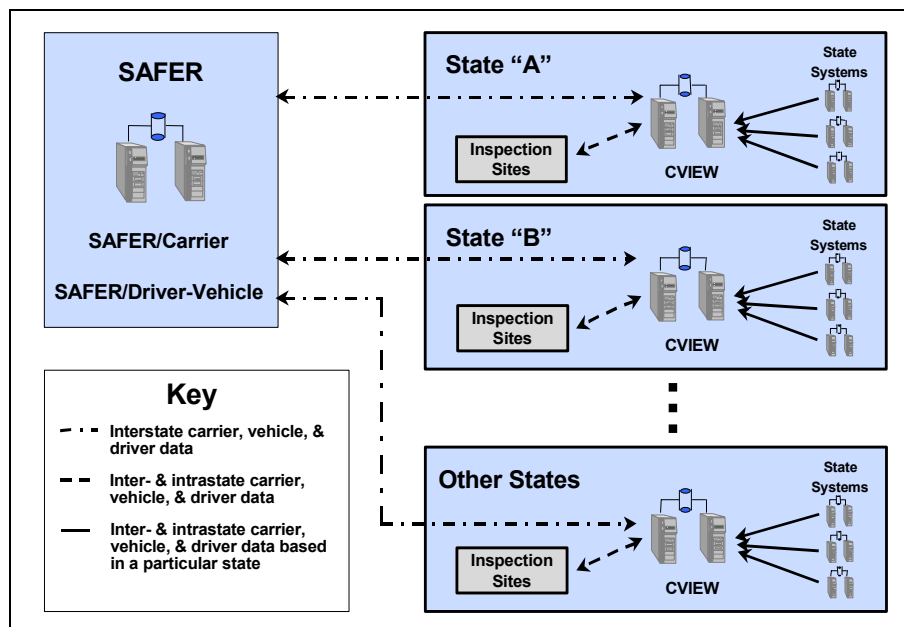 SAFER
SAFER/Carrier
SAFER/Driver-Vehicle
Key
Interstate carrier, vehicle, &
driver data
Inter- & intrastate carrier,
vehicle, & driver data
Inter- & intrastate carrier,
vehicle, & driver data based
in a particular state
State “A”
State
Systems
Inspection
Sites
CVIEW
State “B”
State
Systems
Inspection
Sites
CVIEW
Other States
State
Systems
Inspection
Sites
CVIEW